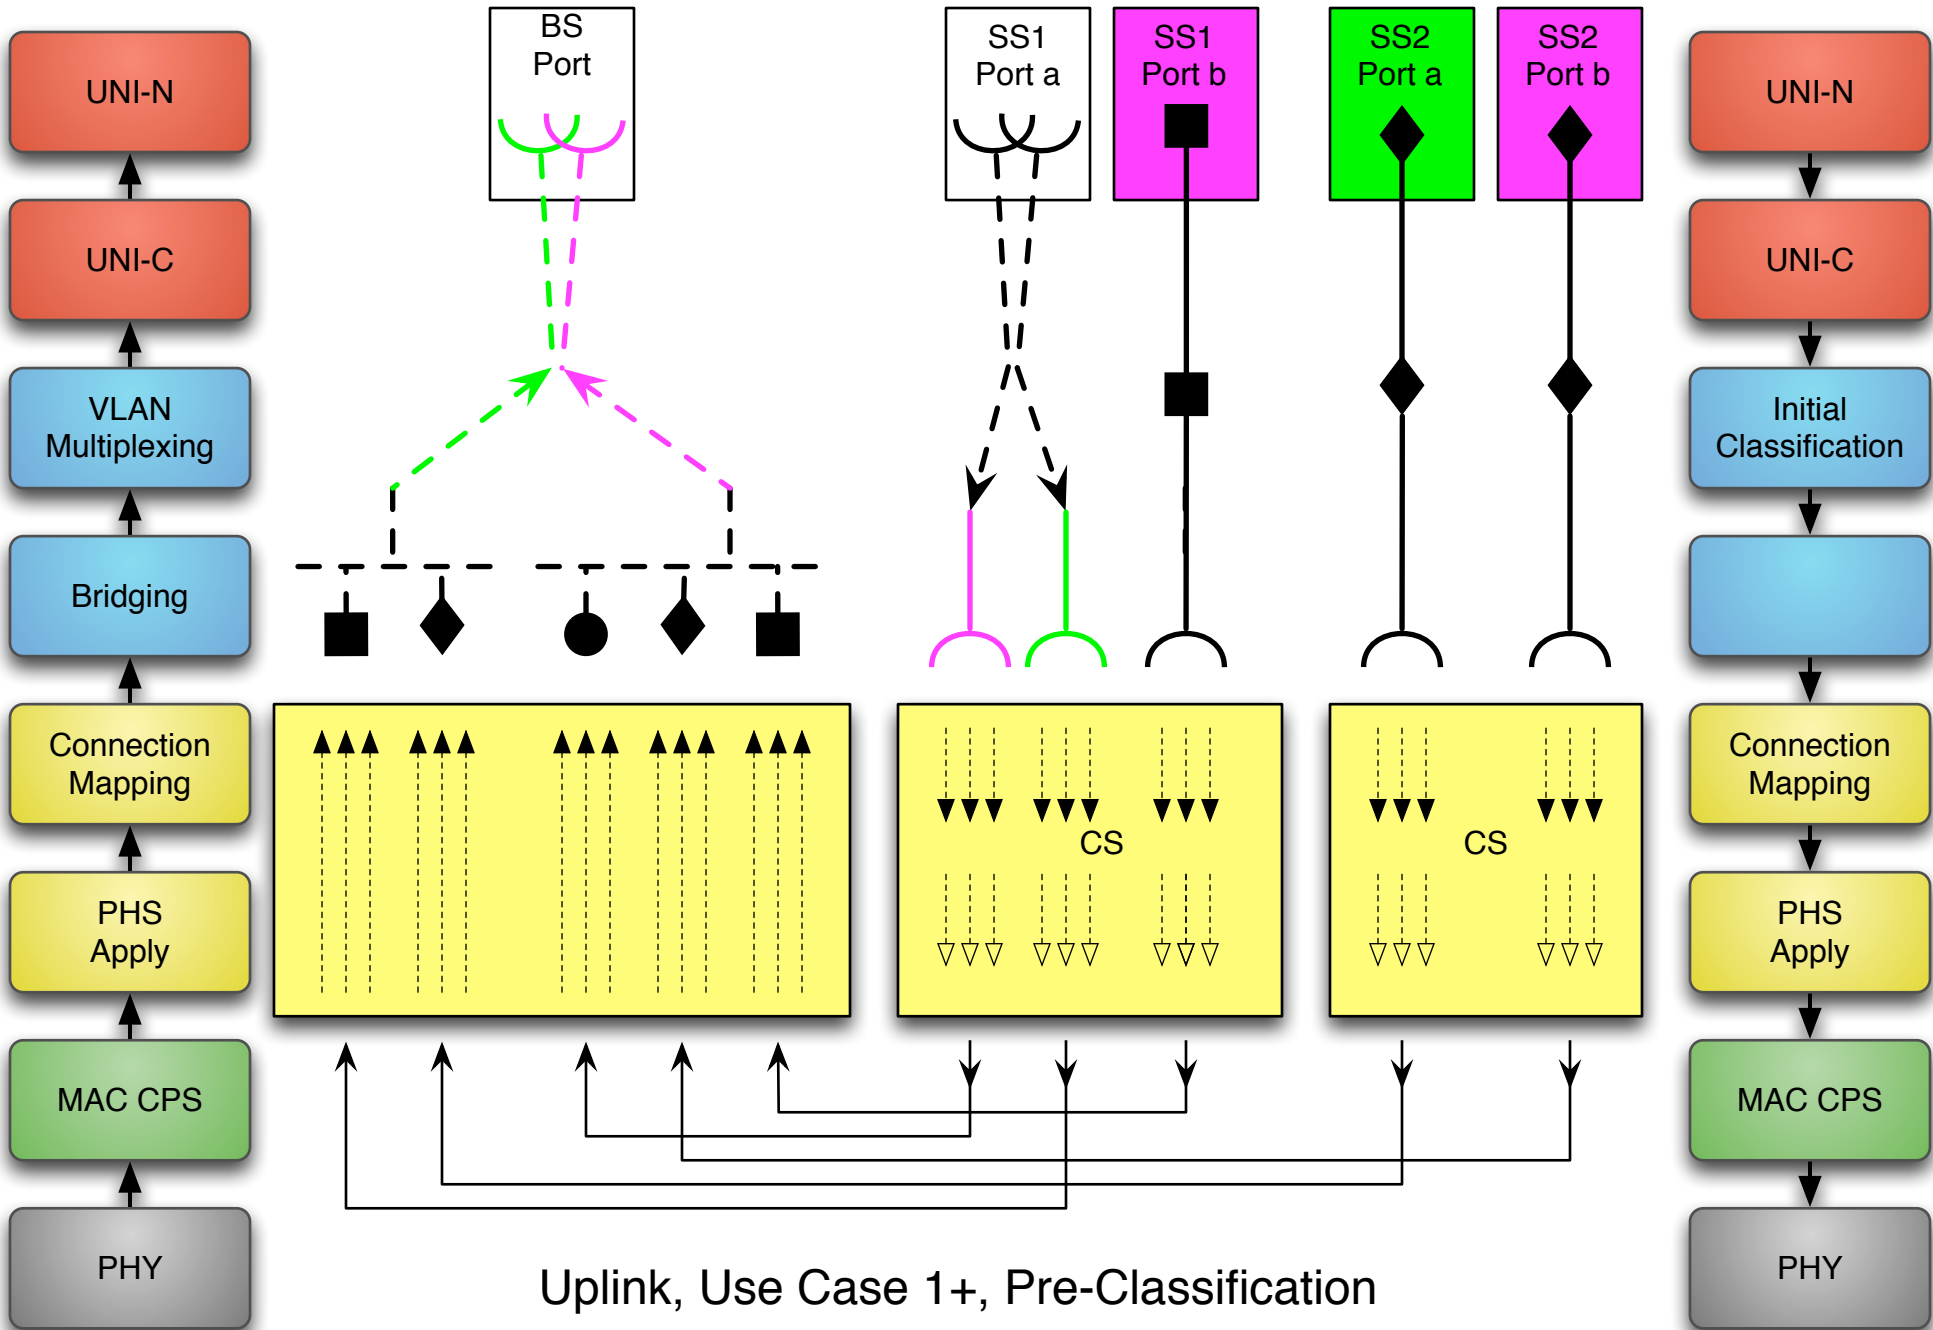 UNI-N
UNI-C
VLAN
Multiplexing
Bridging
Connection
Mapping
PHS
Apply
MAC CPS
PHY
BS
Port
SS1
Port a
SS1
Port b
SS2
Port a
SS2
Port b
CS
CS
UNI-N
UNI-C
Initial
Classification
Connection
Mapping
PHS
Apply
MAC CPS
PHY
Uplink, Use Case 1+, Pre-Classification